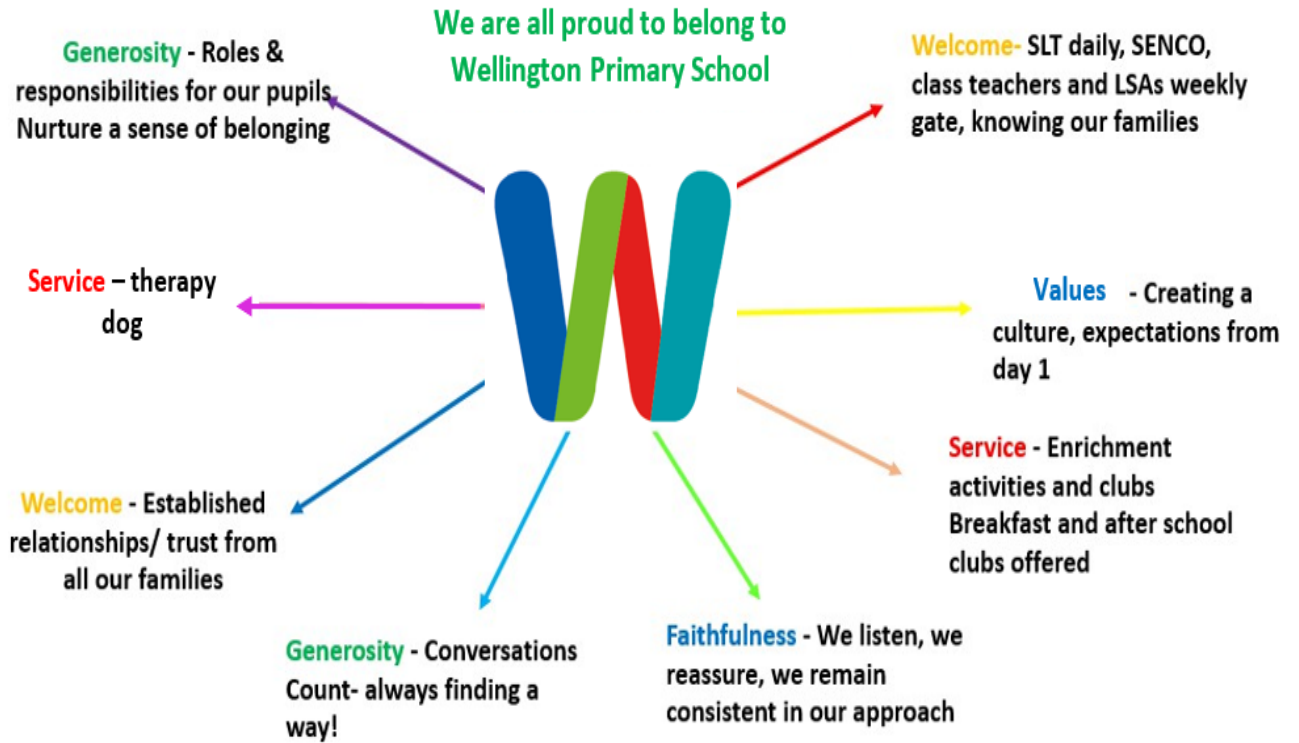 We are all proud to belong to
Wellington Primary School
Generosity - Roles &
responsibilities for our pupils
Nurture a sense of belonging
Welcome- SLT daily, SENCO,
class teachers and LSAs weekly
gate, knowing our families
Service – therapy
dog
Values - Creating a
culture, expectations from
day 1
Welcome - Established
relationships/ trust from
all our families
Service - Enrichment
activities and clubs
Breakfast and after school
clubs offered
Generosity - Conversations
Count- always finding a
way!
Faithfulness - We listen, we
reassure, we remain
consistent in our approach